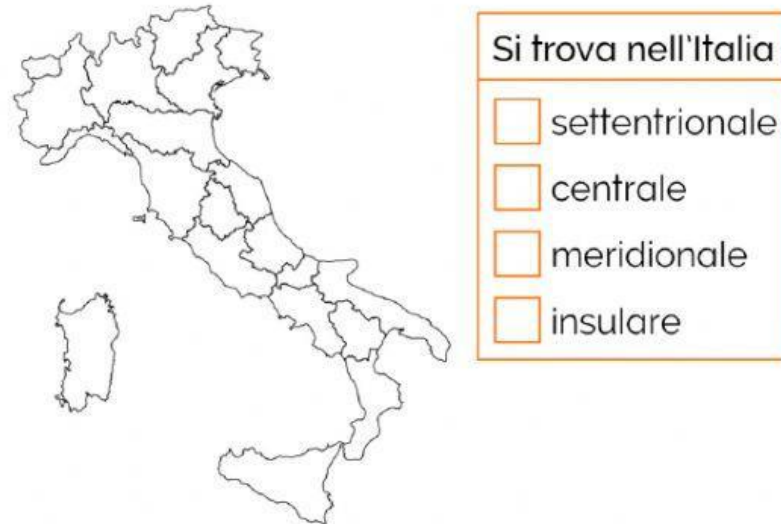 Si trova nell'Italia
settentrionale
centrale
meridionale
insulare